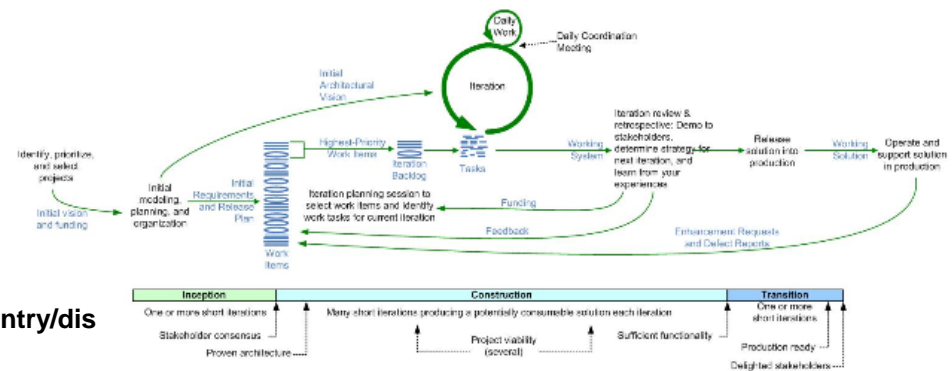 Daily
Work
Daily Coordination
Meeting
Iteration
Initial
Architectural
Vision
Identify, prioritize,
and select
projects
Initial vision
and funding
Initial
modeling,
planning, and
organization
Initial
Requirements
and Release
Plan
Work
Items
Highest-Priority
Work Items
Iteration
Backlog
Tasks
Iteration planning session to
select work items and identify
work tasks for current iteration
Working
System
Iteration review &
retrospective: Demo to
stakeholders,
determine strategy for
next iteration, and
learn from your
experiences
Funding
Feedback
Release
solution into
production
Working
Solution
Operate and
support solution
in production
Enhancement Requests
and Defect Reports
Inception
Construction
Transition
One or more short iterations
Many short iterations producing a potentially consumable solution each iteration
One or more
short iterations
ntry/dis
Stakeholder consensus
Proven architecture
Project viability
(several)
Sufficient functionality
Production ready
Delighted stakeholders